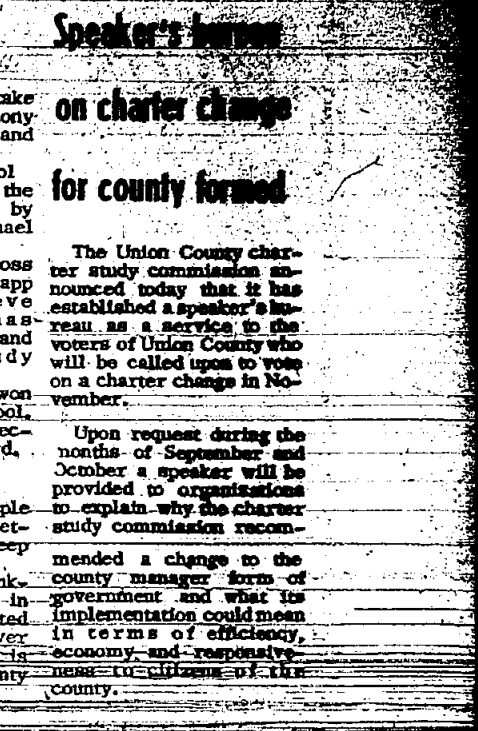 Speaker's bureau
on charter change
for county formed
The Union County char-
ter study commission an-
nounced today that it has
established a speaker's bu-
reau as a service to the
voters of Union County who
will be called upon to vote
on a charter change in No-
vember.
Upon request during the
months of September and
October a speaker will be
provided to organizations
to explain why the charter
study commission recom-
mended a change to the
county manager form of
government and what its
implementation could mean
in terms of efficiency,
economy and responsive-
ness to citizens of the
county.